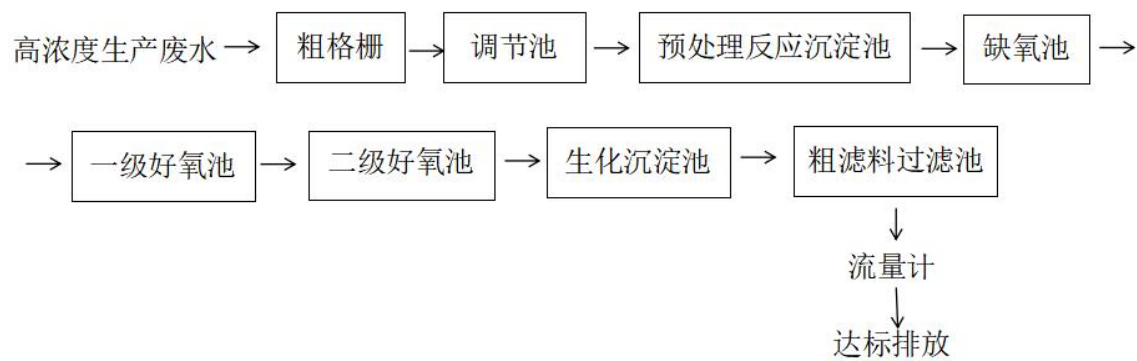 高浓度生产废水 粗格栅 调节池 预处理反应沉淀池 缺氧池
一级好氧池 二级好氧池 生化沉淀池 粗滤料过滤池
流量计
达标排放